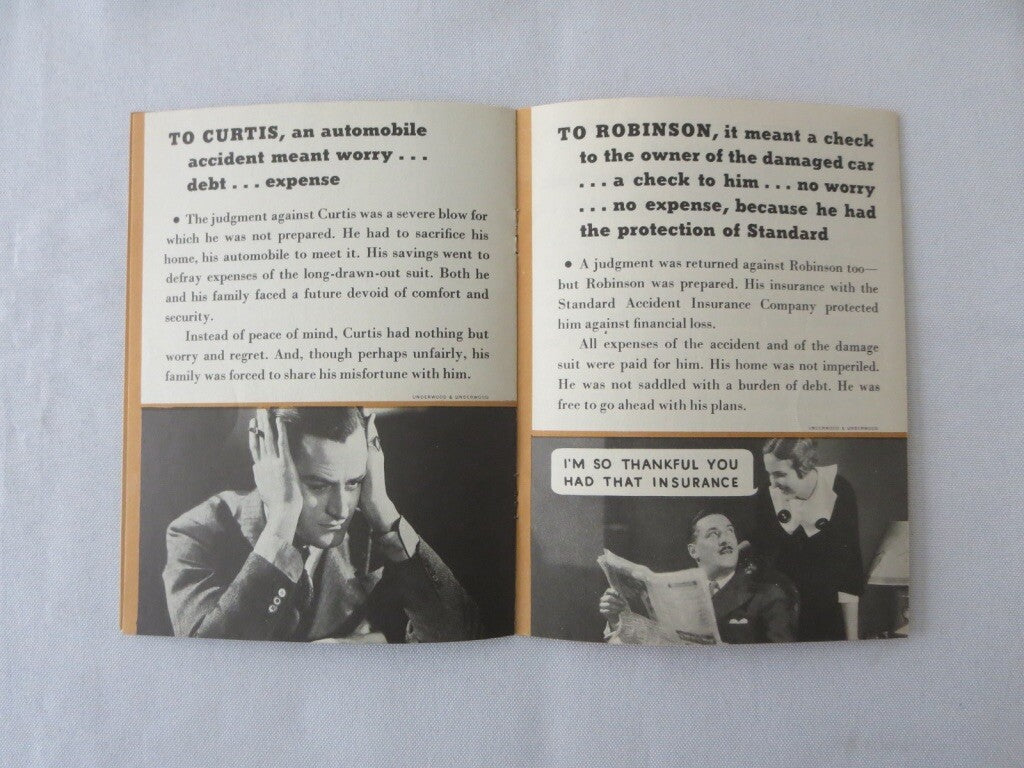 TO CURTIS, an automobile
accident meant worry . . .
debt . . . expense
● The judgment against Curtis was a severe blow for
which he was not prepared. He had to sacrifice his
home, his automobile to meet it. His savings went to
defray expenses of the long-drawn-out suit. Both he
and his family faced a future devoid of comfort and
security.
Instead of peace of mind, Curtis had nothing but
worry and regret. And, though perhaps unfairly, his
family was forced to share his misfortune with him.
UNDERWOOD & UNDERWOOD
TO ROBINSON, it meant a check
to the owner of the damaged car
. . . a check to him . . . no worry
. . . no expense, because he had
the protection of Standard
● A judgment was returned against Robinson too—
but Robinson was prepared. His insurance with the
Standard Accident Insurance Company protected
him against financial loss.
All expenses of the accident and of the damage
suit were paid for him. His home was not imperiled.
He was not saddled with a burden of debt. He was
free to go ahead with his plans.
UNDERWOOD & UNDERWOOD
I'M SO THANKFUL YOU
HAD THAT INSURANCE